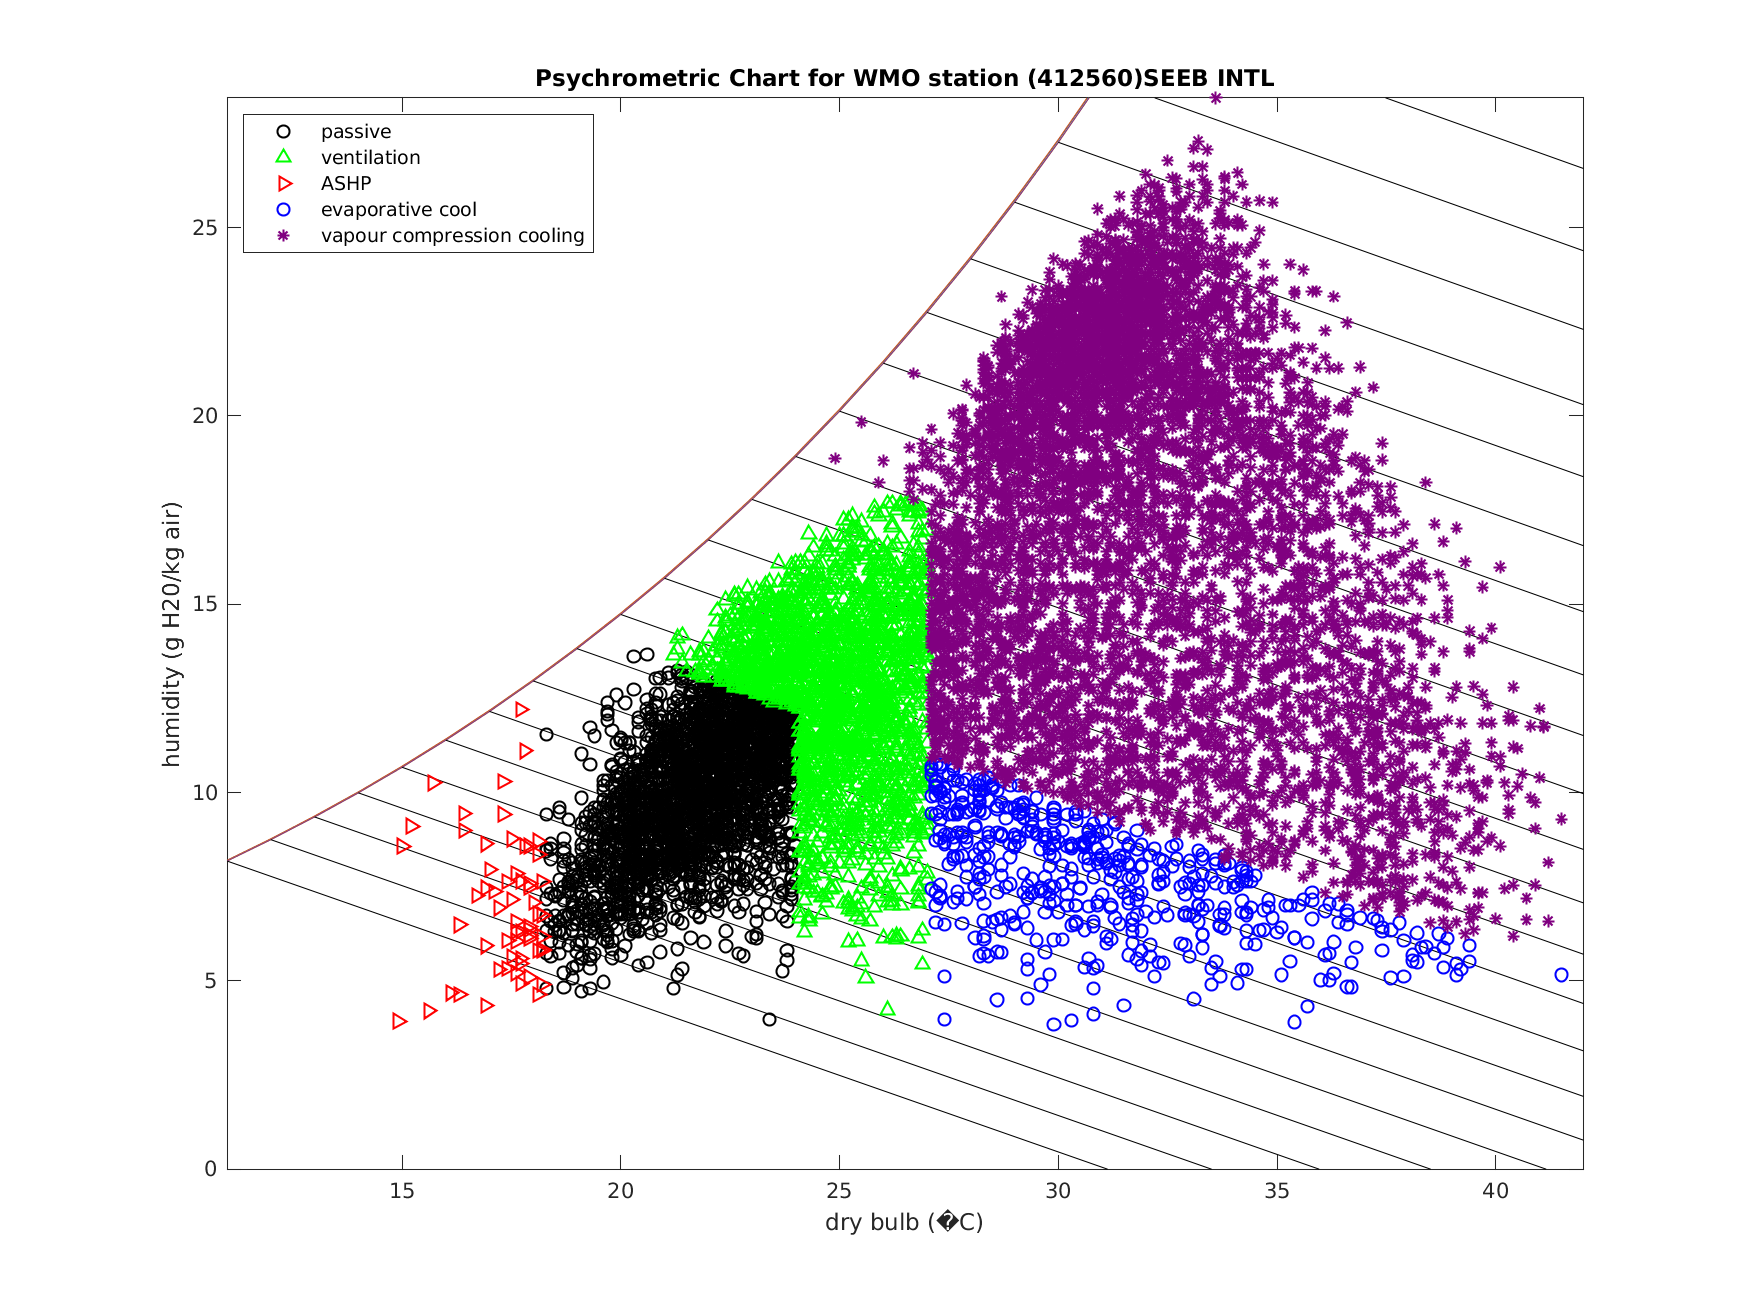 Psychrometric Chart for WMO station (412560)SEEB INTL
passive
ventilation
ASHP
evaporative cool
vapour compression cooling
25
20
15
10
5
0
humidity (g H20/kg air)
15 20 25 30 35 40
dry bulb (�C)